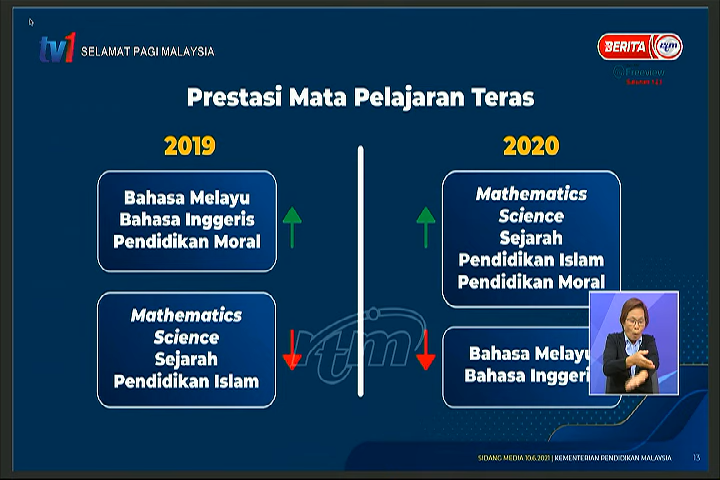 tv1 SELAMAT PAGI MALAYSIA
BERITA rtm
Freeview
Prestasi Mata Pelajaran Teras
2019
Bahasa Melayu
Bahasa Inggeris
Pendidikan Moral
Mathematics
Science
Sejarah
Pendidikan Islam
rtm
2020
Mathematics
Science
Sejarah
Pendidikan Islam
Pendidikan Moral
Bahasa Melayu
Bahasa Inggeris
SIDANG MEDIA 10.6.2021 | KEMENTERIAN PENDIDIKAN MALAYSIA 13